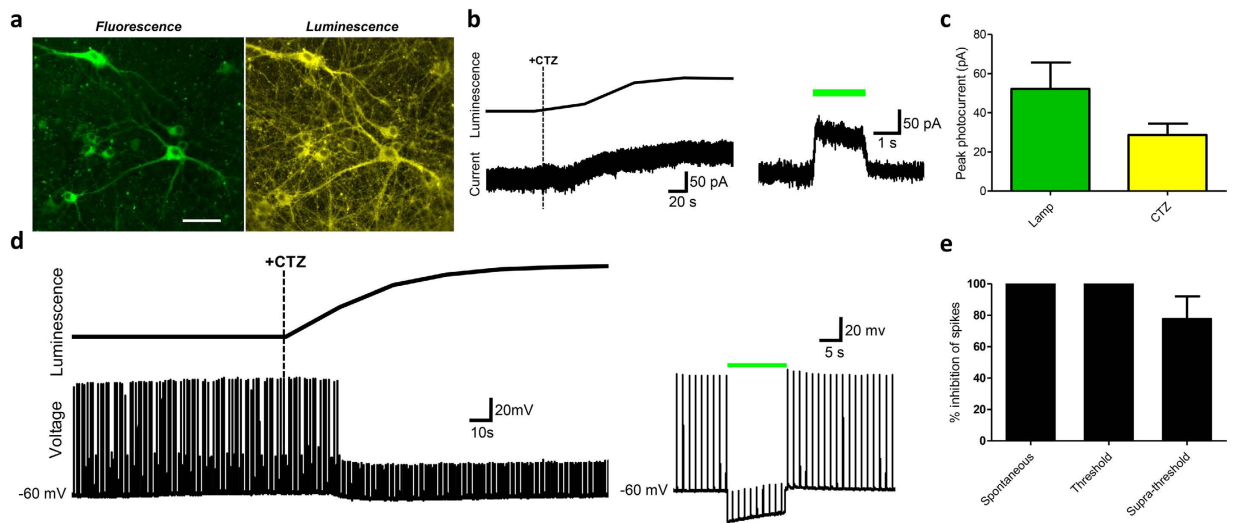 a
Fluorescence
Luminescence
b
+CTZ
Luminescence
Current
50 pA
20 s
50 pA
1 s
c
Peak photocurrent (pA)
80
60
40
20
0
Lamp
CTZ
d
+CTZ
Luminescence
Voltage
-60 mV
20mV
10s
20 mv
5 s
-60 mV
e
% inhibition of spikes
100
80
60
40
20
0
Spontaneous
Threshold
Supra-threshold